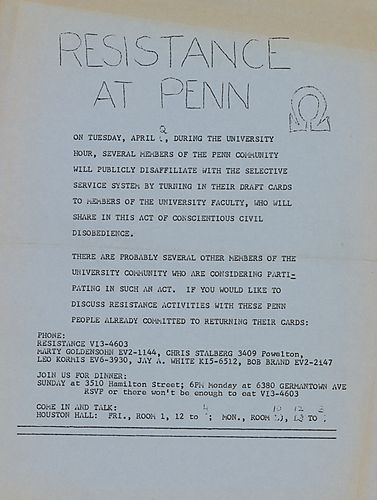 RESISTANCE
AT PENN
ON TUESDAY, APRIL 9, DURING THE UNIVERSITY
HOUR, SEVERAL MEMBERS OF THE PENN COMMUNITY
WILL PUBLICLY DISAFFILIATE WITH THE SELECTIVE
SERVICE SYSTEM BY TURNING IN THEIR DRAFT CARDS
TO MEMBERS OF THE UNIVERSITY FACULTY, WHO WILL
SHARE IN THIS ACT OF CONSCIENTIOUS CIVIL
DISOBEDIENCE.
THERE ARE PROBABLY SEVERAL OTHER MEMBERS OF THE
UNIVERSITY COMMUNITY WHO ARE CONSIDERING PARTI-
PATING IN SUCH AN ACT. IF YOU WOULD LIKE TO
DISCUSS RESISTANCE ACTIVITIES WITH THESE PENN
PEOPLE ALREADY COMMITTED TO RETURNING THEIR CARDS:
PHONE:
RESISTANCE VI3-4603
MARTY GOLDENSOHN EV2-1144, CHRIS STALBERG 3409 Powelton,
LEO KORMIS EV6-3930, JAY A. WHITE KI5-6512, BOB BRAND EV2-2147
JOIN US FOR DINNER:
SUNDAY at 3510 Hamilton Street; 6PM Monday at 6380 GERMANTOWN AVE
RSVP or there won't be enough to eat VI3-4603
COME IN AND TALK:
HOUSTON HALL: FRI., ROOM 1, 12 to 4; MON., ROOM 10, 12 TO